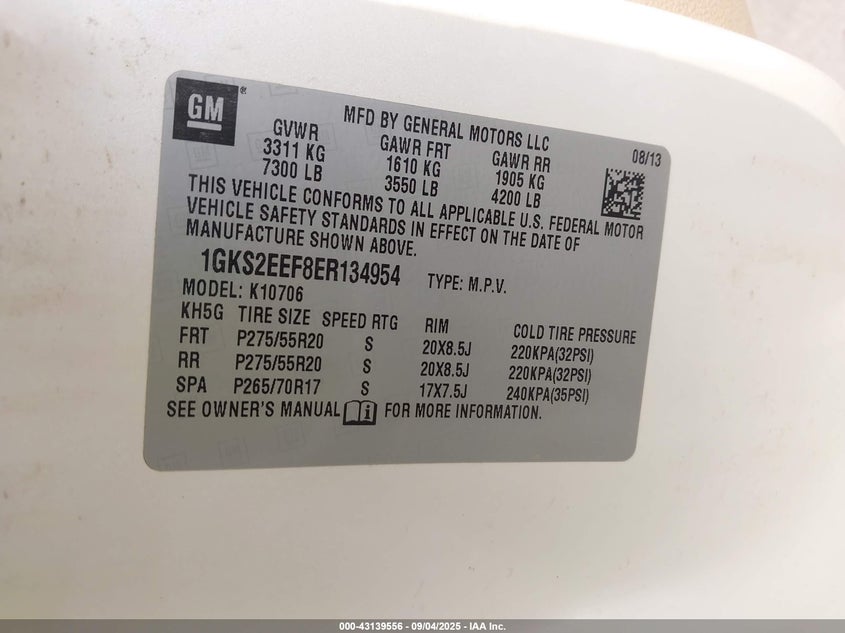 GM®
MFD BY GENERAL MOTORS LLC
08/13
GVWR GAWR FRT GAWR RR
3311 KG 1610 KG 1905 KG
7300 LB 3550 LB 4200 LB
THIS VEHICLE CONFORMS TO ALL APPLICABLE U.S. FEDERAL MOTOR
VEHICLE SAFETY STANDARDS IN EFFECT ON THE DATE OF
MANUFACTURE SHOWN ABOVE.
1GKS2EEF8ER134954 TYPE: M.P.V.
MODEL: K10706
KH5G TIRE SIZE SPEED RTG RIM COLD TIRE PRESSURE
FRT P275/55R20 S 20X8.5J 220KPA(32PSI)
RR P275/55R20 S 20X8.5J 220KPA(32PSI)
SPA P265/70R17 S 17X7.5J 240KPA(35PSI)
SEE OWNER'S MANUAL FOR MORE INFORMATION.
000-43139556 - 09/04/2025 - IAA Inc.